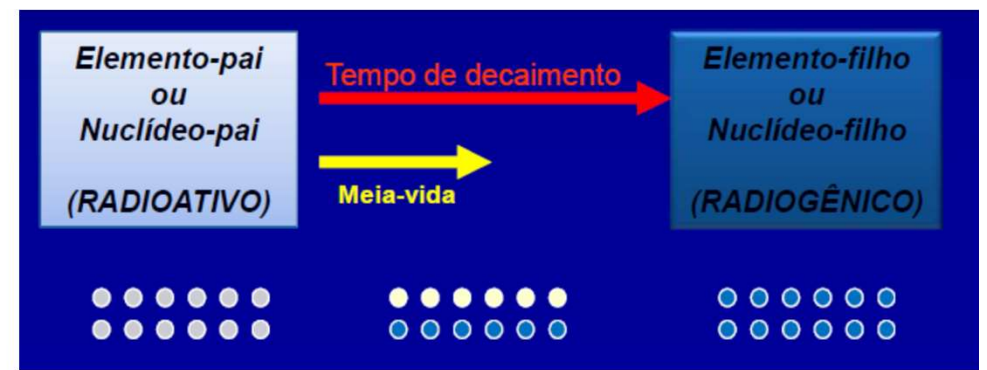 Elemento-pai
ou
Nuclídeo-pai
(RADIOATIVO)
Tempo de decaimento
Meia-vida
Elemento-filho
ou
Nuclídeo-filho
(RADIOGÊNICO)